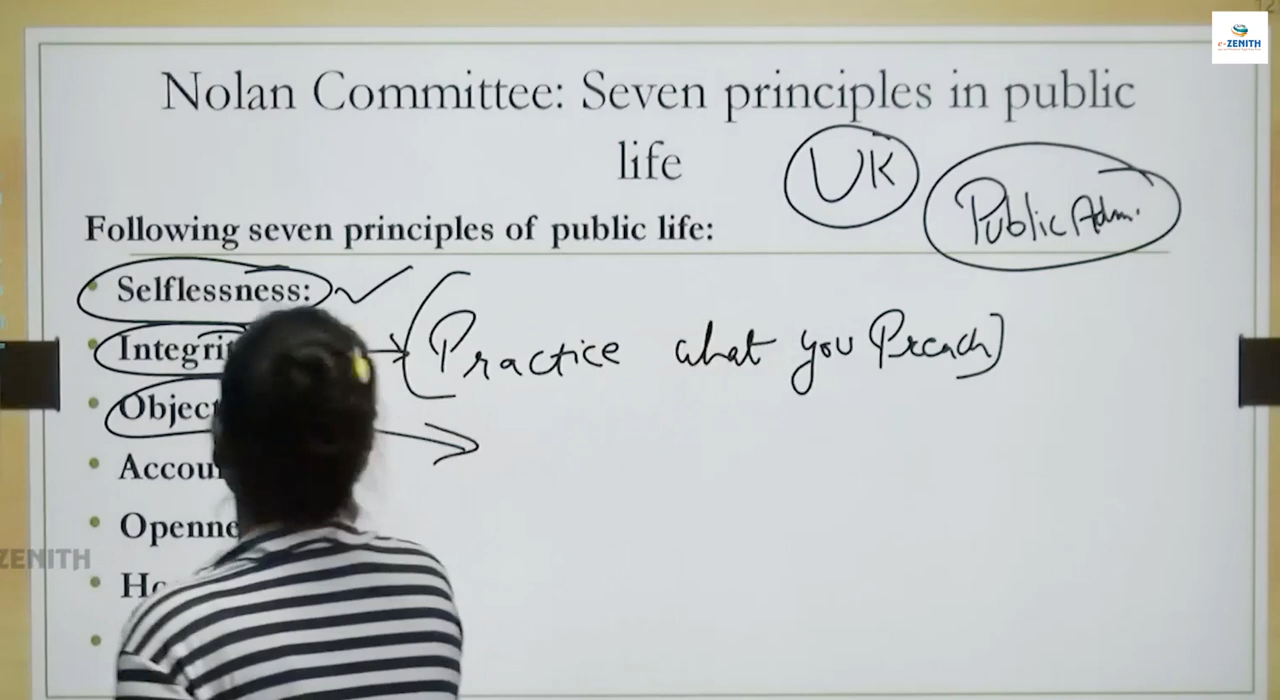 e-ZENITH
Nolan Committee: Seven principles in public
life
UK
Public Adm.
Following seven principles of public life:
• Selflessness:
• Integri
Practice what you Preach
• Object
• Accou
• Openne
• Ho
ZENITH